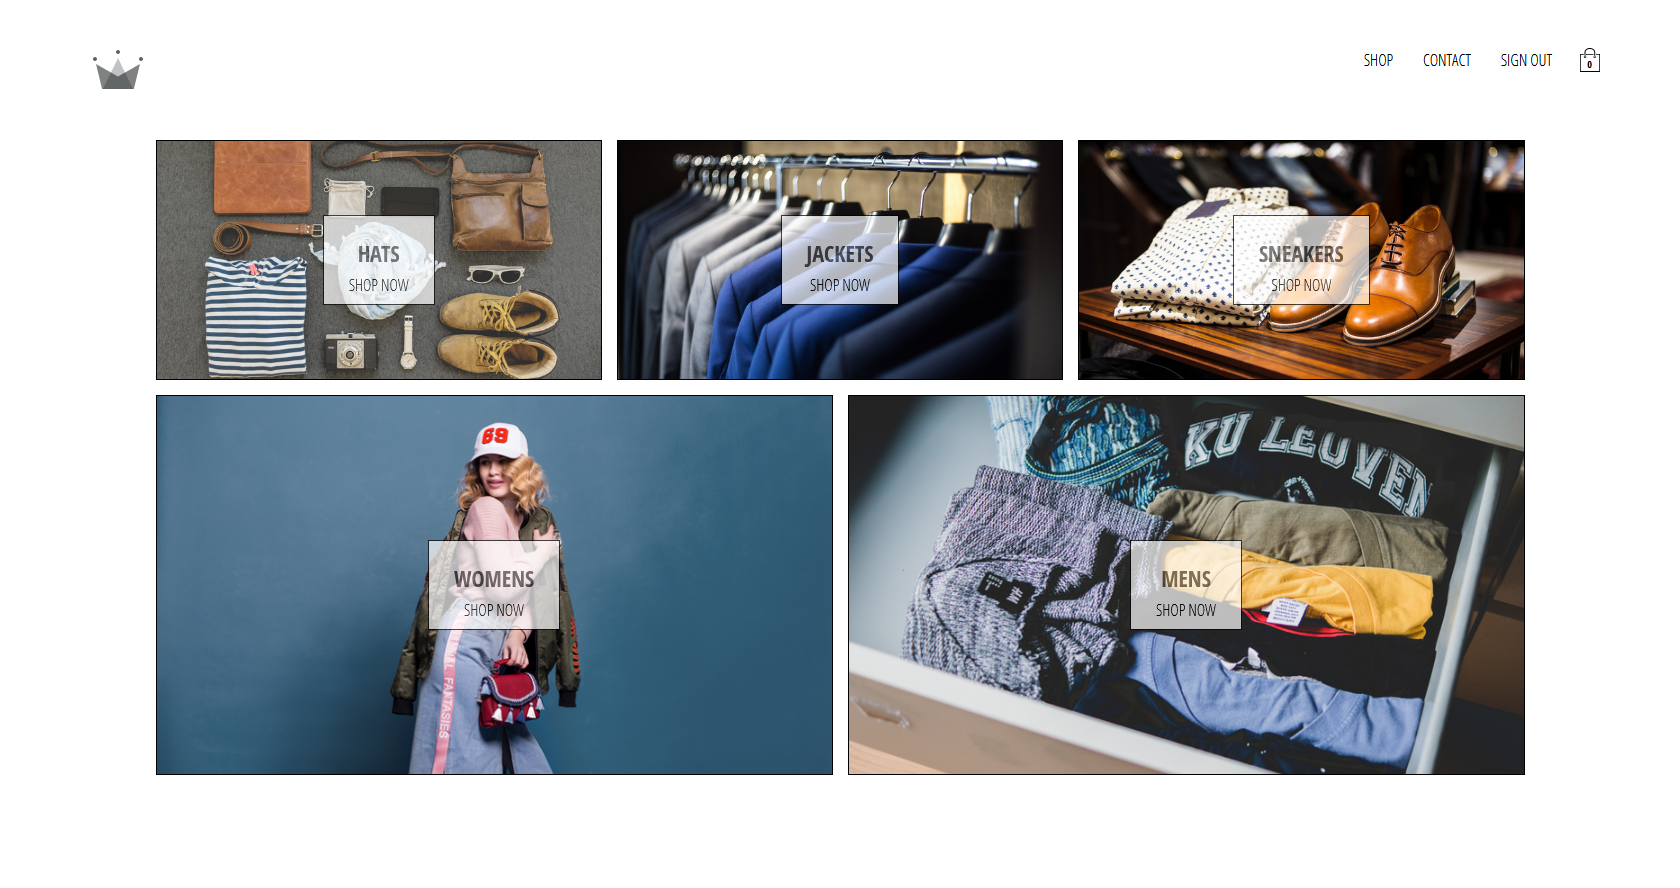 SHOP
CONTACT
SIGN OUT
0
HATS
SHOP NOW
JACKETS
SHOP NOW
SNEAKERS
SHOP NOW
69
WOMENS
SHOP NOW
FANTASIES
KU LEUVEN
MENS
SHOP NOW